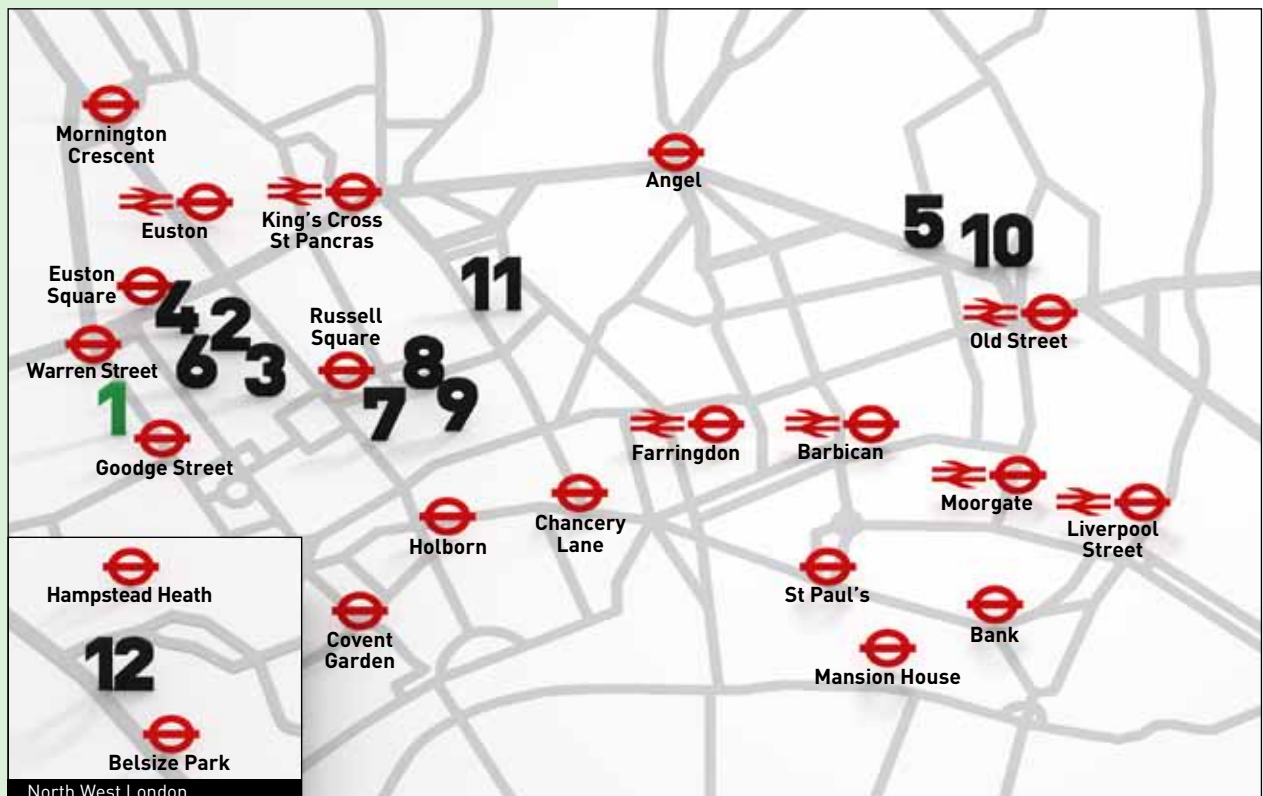 Mornington
Crescent
Euston
King's Cross
St Pancras
Angel
5
10
Euston
Square
4
2
11
Russell
Square
Old Street
Warren Street
6
3
8
1
7
9
Goodge Street
Farringdon
Barbican
Moorgate
Liverpool
Street
Holborn
Chancery
Lane
St Paul's
Bank
Mansion House
Covent
Garden
Hampstead Heath
12
Belsize Park
North West London